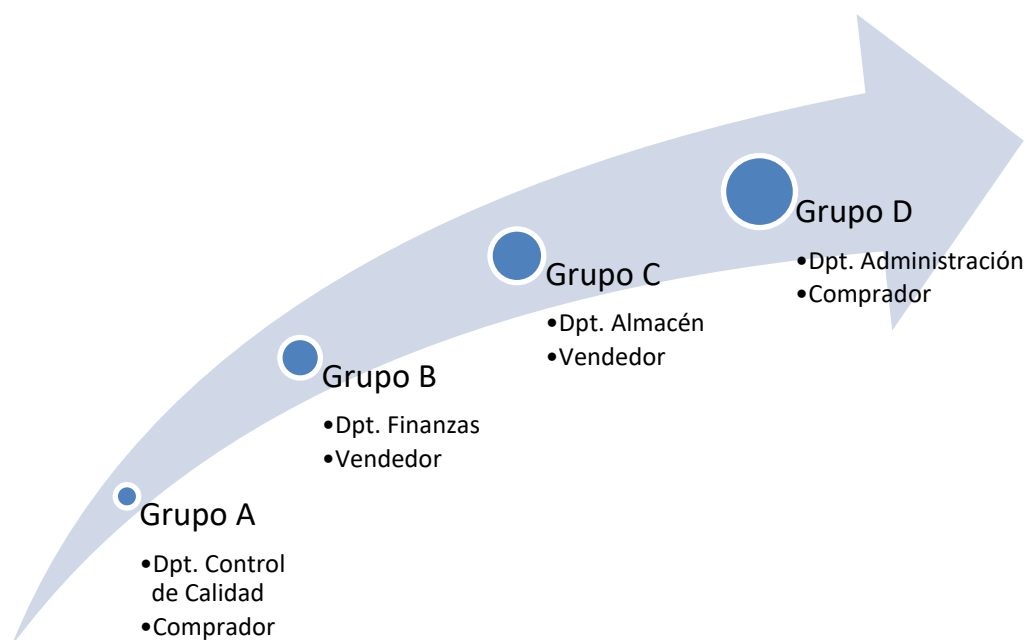 Grupo A
•Dpt. Control
de Calidad
•Comprador
Grupo B
•Dpt. Finanzas
•Vendedor
Grupo C
•Dpt. Almacén
•Vendedor
Grupo D
•Dpt. Administración
•Comprador